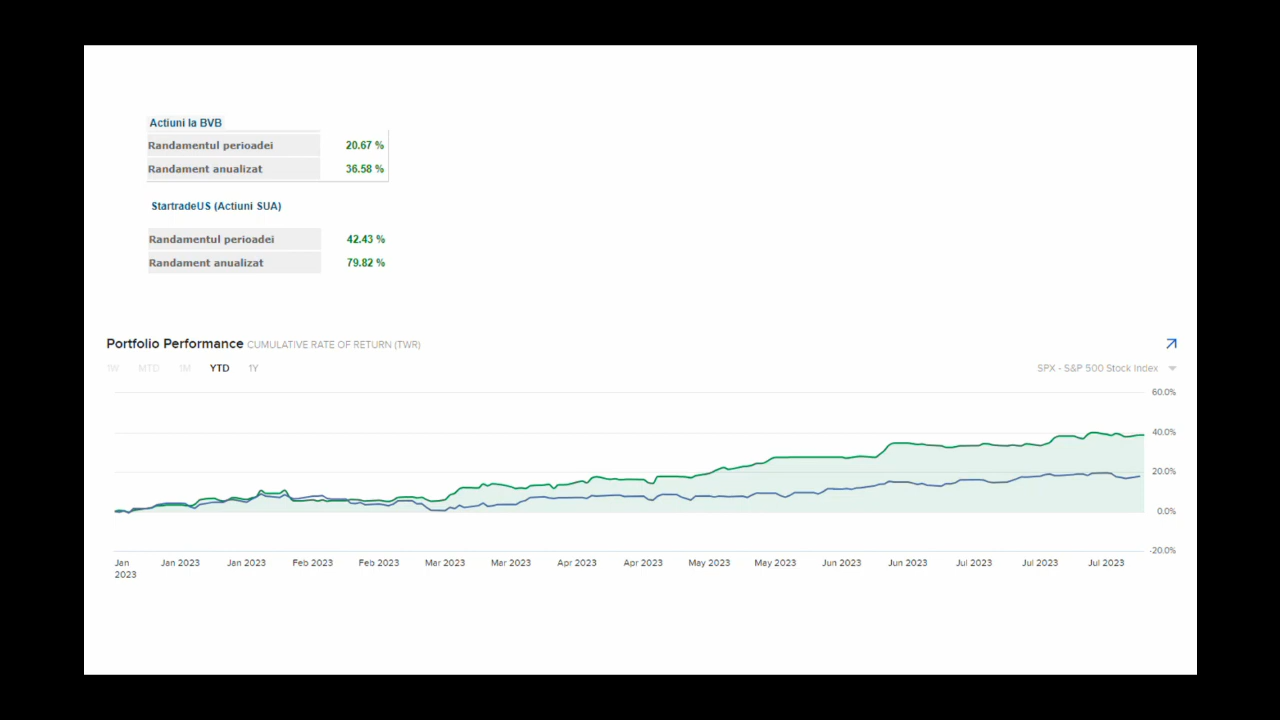 Actiuni la BVB
Randamentul perioadei 20.67 %
Randament anualizat 36.58 %
StartradeUS (Actiuni SUA)
Randamentul perioadei 42.43 %
Randament anualizat 79.82 %
Portfolio Performance CUMULATIVE RATE OF RETURN (TWR)
1W MTD 1M YTD 1Y SPX - S&P 500 Stock Index
60.0%
40.0%
20.0%
0.0%
-20.0%
Jan 2023 Jan 2023 Jan 2023 Feb 2023 Feb 2023 Mar 2023 Mar 2023 Apr 2023 Apr 2023 May 2023 May 2023 Jun 2023 Jun 2023 Jul 2023 Jul 2023 Jul 2023